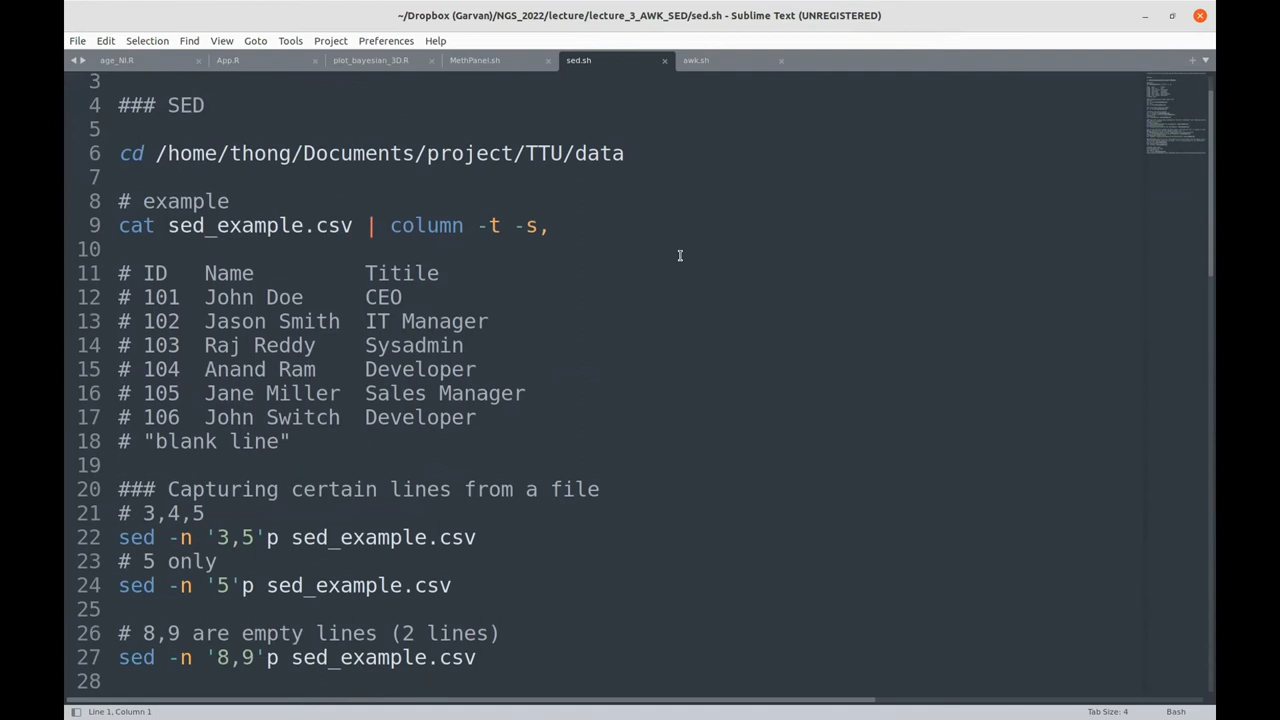 ~/Dropbox (Garvan)/NGS_2022/lecture/lecture_3_AWK_SED/sed.sh - Sublime Text (UNREGISTERED)
File Edit Selection Find View Goto Tools Project Preferences Help
age_NI.R App.R plot_bayesian_3D.R MethPanel.sh sed.sh awk.sh
3
4 ### SED
5
6 cd /home/thong/Documents/project/TTU/data
7
8 # example
9 cat sed_example.csv | column -t -s,
10
11 # ID Name Titile
12 # 101 John Doe CEO
13 # 102 Jason Smith IT Manager
14 # 103 Raj Reddy Sysadmin
15 # 104 Anand Ram Developer
16 # 105 Jane Miller Sales Manager
17 # 106 John Switch Developer
18 # "blank line"
19
20 ### Capturing certain lines from a file
21 # 3,4,5
22 sed -n '3,5'p sed_example.csv
23 # 5 only
24 sed -n '5'p sed_example.csv
25
26 # 8,9 are empty lines (2 lines)
27 sed -n '8,9'p sed_example.csv
28
Line 1, Column 1 Tab Size: 4 Bash